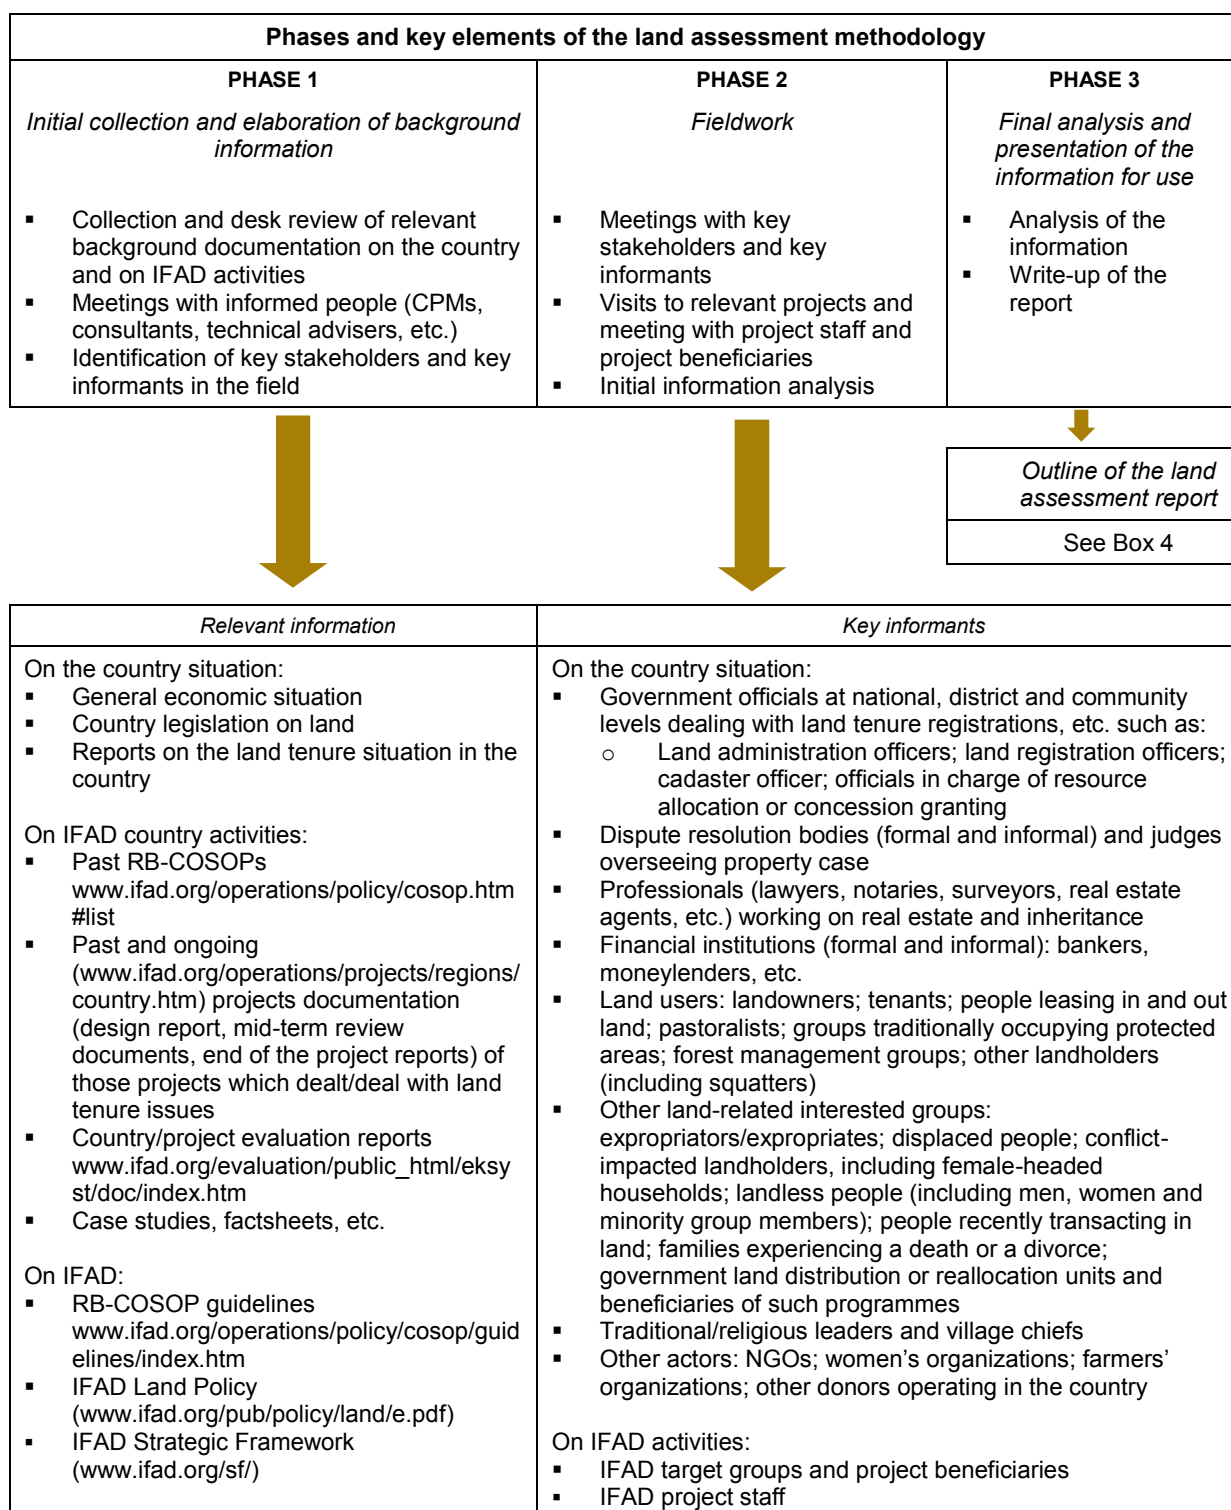 Phases and key elements of the land assessment methodology
PHASE 1
Initial collection and elaboration of background
information
▪ Collection and desk review of relevant
background documentation on the country
and on IFAD activities
▪ Meetings with informed people (CPMs,
consultants, technical advisers, etc.)
▪ Identification of key stakeholders and key
informants in the field
PHASE 2
Fieldwork
▪ Meetings with key
stakeholders and key
informants
▪ Visits to relevant projects and
meeting with project staff and
project beneficiaries
▪ Initial information analysis
PHASE 3
Final analysis and
presentation of the
information for use
▪ Analysis of the
information
▪ Write-up of the
report
Outline of the land
assessment report
See Box 4
Relevant information
On the country situation:
▪ General economic situation
▪ Country legislation on land
▪ Reports on the land tenure situation in the
country
On IFAD country activities:
▪ Past RB-COSOPs
www.ifad.org/operations/policy/cosop.htm
#list
▪ Past and ongoing
(www.ifad.org/operations/projects/regions/
country.htm) projects documentation
(design report, mid-term review
documents, end of the project reports) of
those projects which dealt/deal with land
tenure issues
▪ Country/project evaluation reports
www.ifad.org/evaluation/public_html/eksy
st/doc/index.htm
▪ Case studies, factsheets, etc.
On IFAD:
▪ RB-COSOP guidelines
www.ifad.org/operations/policy/cosop/guid
elines/index.htm
▪ IFAD Land Policy
(www.ifad.org/pub/policy/land/e.pdf)
▪ IFAD Strategic Framework
(www.ifad.org/sf/)
Key informants
On the country situation:
▪ Government officials at national, district and community
levels dealing with land tenure registrations, etc. such as:
o Land administration officers; land registration officers;
cadaster officer; officials in charge of resource
allocation or concession granting
▪ Dispute resolution bodies (formal and informal) and judges
overseeing property case
▪ Professionals (lawyers, notaries, surveyors, real estate
agents, etc.) working on real estate and inheritance
▪ Financial institutions (formal and informal): bankers,
moneylenders, etc.
▪ Land users: landowners; tenants; people leasing in and out
land; pastoralists; groups traditionally occupying protected
areas; forest management groups; other landholders
(including squatters)
▪ Other land-related interested groups:
expropriators/expropriates; displaced people; conflict-
impacted landholders, including female-headed
households; landless people (including men, women and
minority group members); people recently transacting in
land; families experiencing a death or a divorce;
government land distribution or reallocation units and
beneficiaries of such programmes
▪ Traditional/religious leaders and village chiefs
▪ Other actors: NGOs; women's organizations; farmers'
organizations; other donors operating in the country
On IFAD activities:
▪ IFAD target groups and project beneficiaries
▪ IFAD project staff